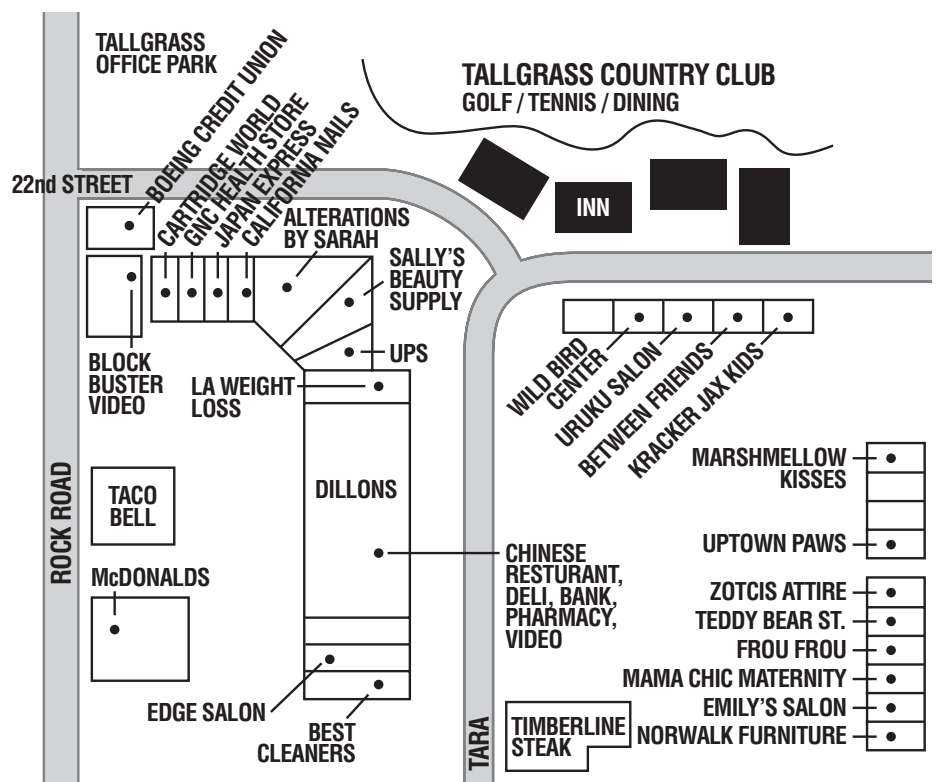 TALLGRASS
OFFICE PARK
BOEING CREDIT UNION
CARTRIDGE WORLD
GNC HEALTH STORE
JAPAN EXPRESS
CALIFORNIA NAILS
TALLGRASS COUNTRY CLUB
GOLF / TENNIS / DINING
22nd STREET
INN
ALTERATIONS
BY SARAH
SALLY'S
BEAUTY
SUPPLY
UPS
BLOCK
BUSTER
VIDEO
LA WEIGHT
LOSS
WILD BIRD
CENTER
URUKU SALON
BETWEEN FRIENDS
KRACKER JAX KIDS
MARSHMELLOW
KISSES
TACO
BELL
DILLONS
ROCK ROAD
UPTOWN PAWS
CHINESE
RESTURANT,
DELI, BANK,
PHARMACY,
VIDEO
McDONALDS
ZOTCIS ATTIRE
TEDDY BEAR ST.
FROU FROU
MAMA CHIC MATERNITY
EMILY'S SALON
NORWALK FURNITURE
EDGE SALON
BEST
CLEANERS
TARA
TIMBERLINE
STEAK